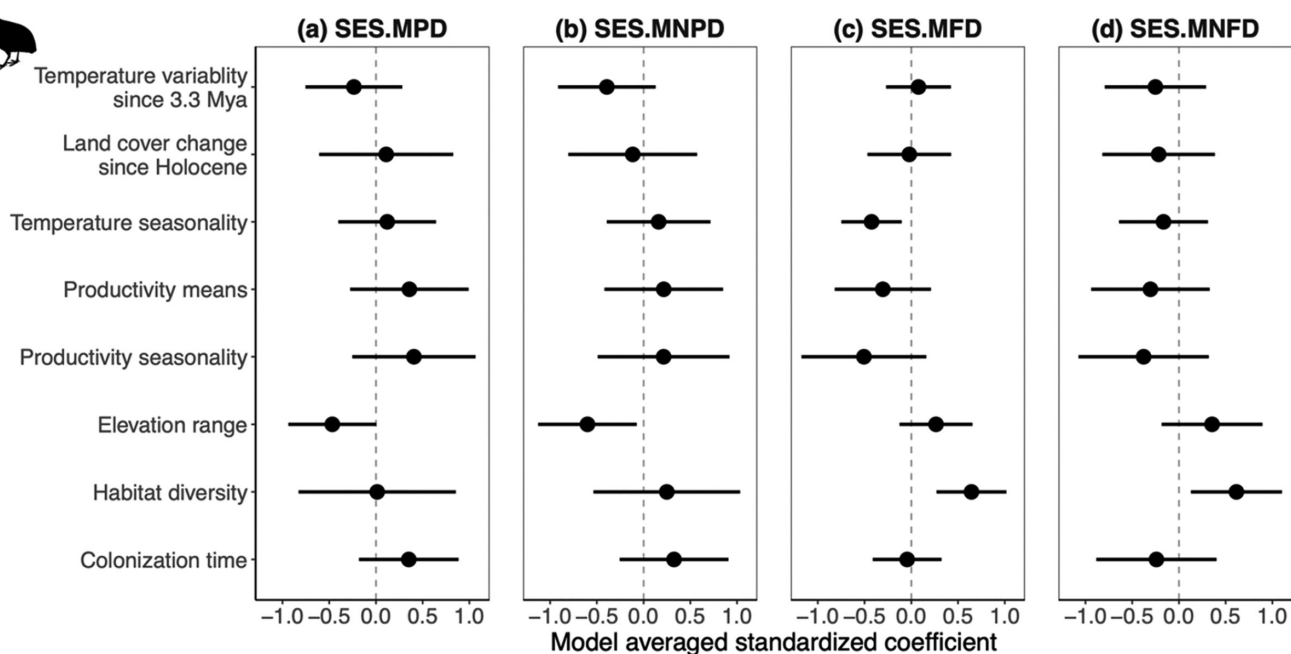 (a) SES.MPD (b) SES.MNPD (c) SES.MFD (d) SES.MNFD
Temperature variablity
since 3.3 Mya
Land cover change
since Holocene
Temperature seasonality
Productivity means
Productivity seasonality
Elevation range
Habitat diversity
Colonization time
−1.0 −0.5 0.0 0.5 1.0 −1.0 −0.5 0.0 0.5 1.0 −1.0 −0.5 0.0 0.5 1.0 −1.0 −0.5 0.0 0.5 1.0
Model averaged standardized coefficient